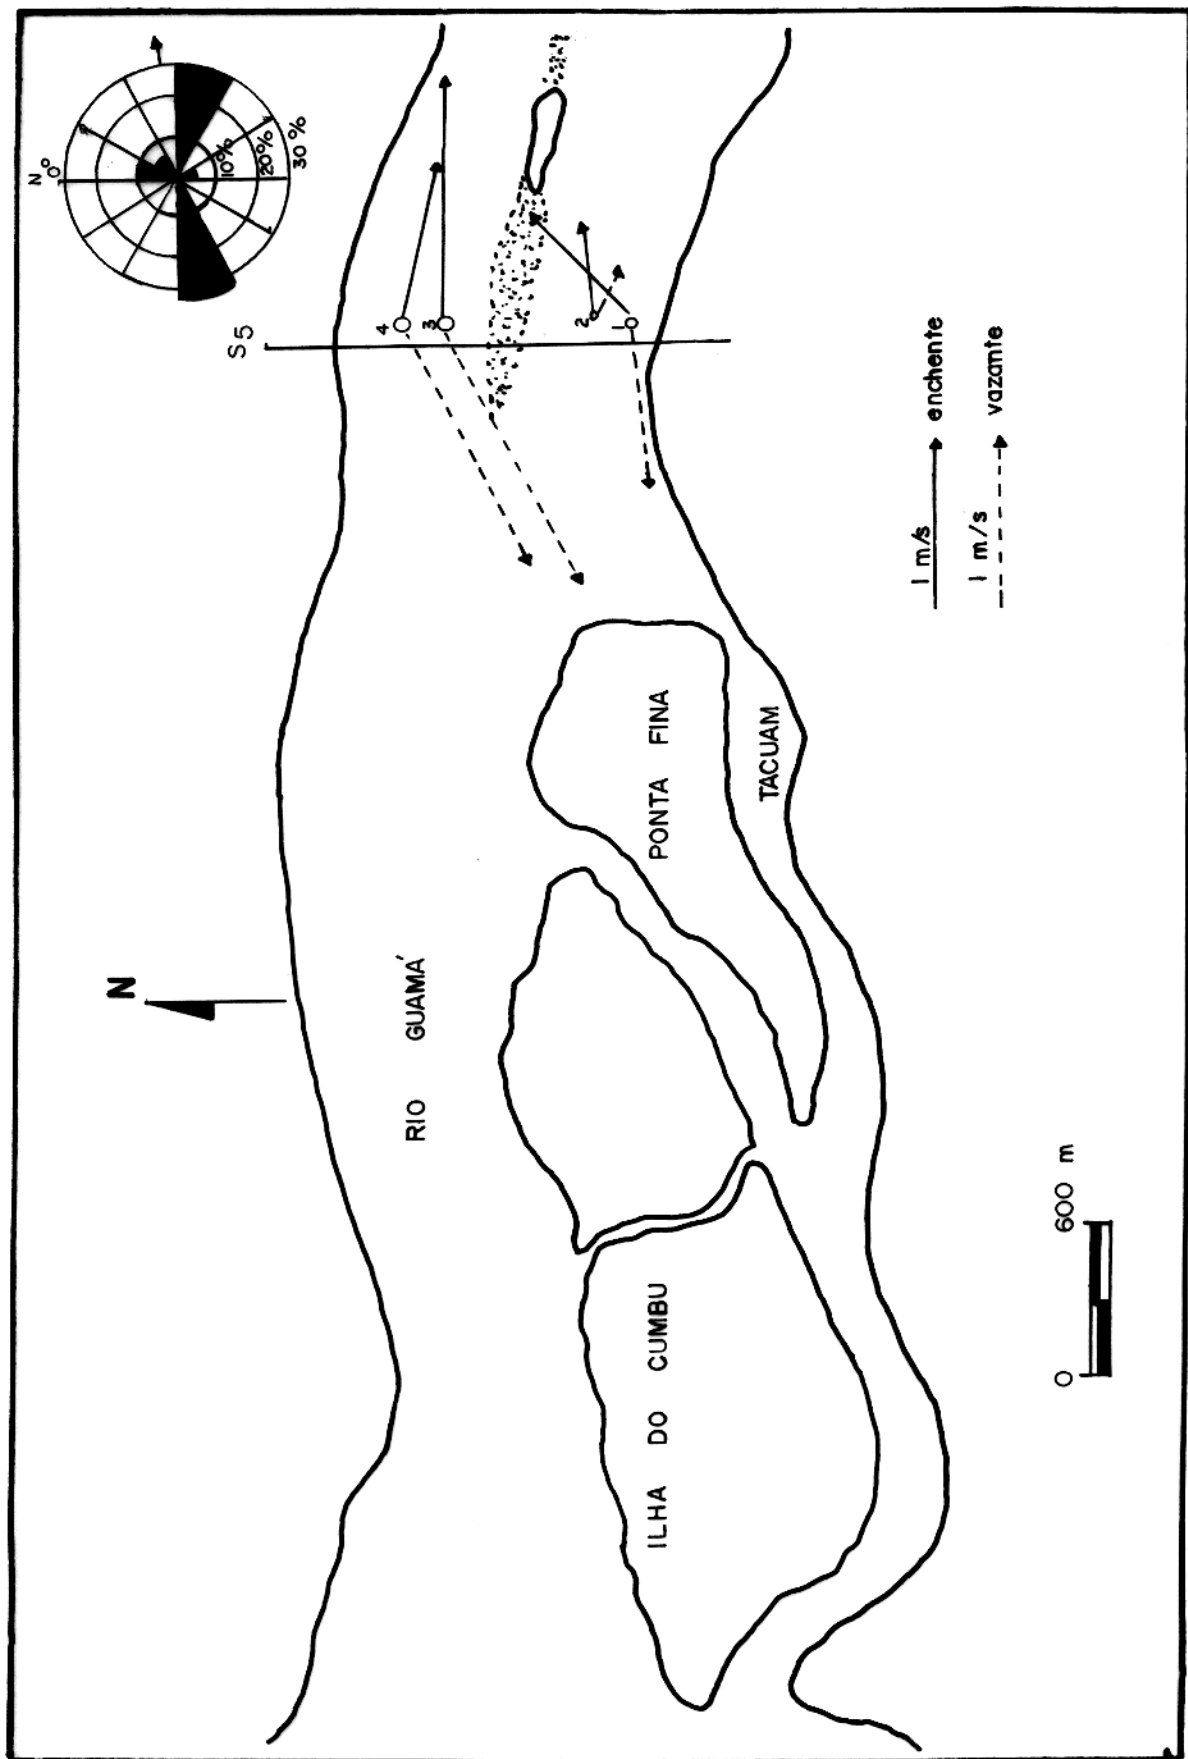 N
0°
10%
20%
30 %
S5
4
3
2
1
N
RIO GUAMÁ
PONTA FINA
TACUAM
ILHA DO CUMBU
1 m/s
enchente
1 m/s
vazante
0
600 m